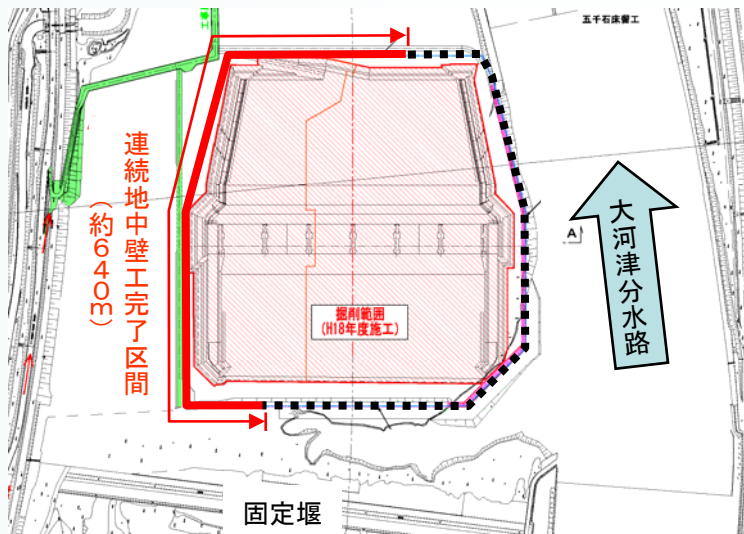 五千石床留工
連続地中壁工完了区間
(約640m)
掘削範囲
(H18年度施工)
A
大河津分水路
固定堰